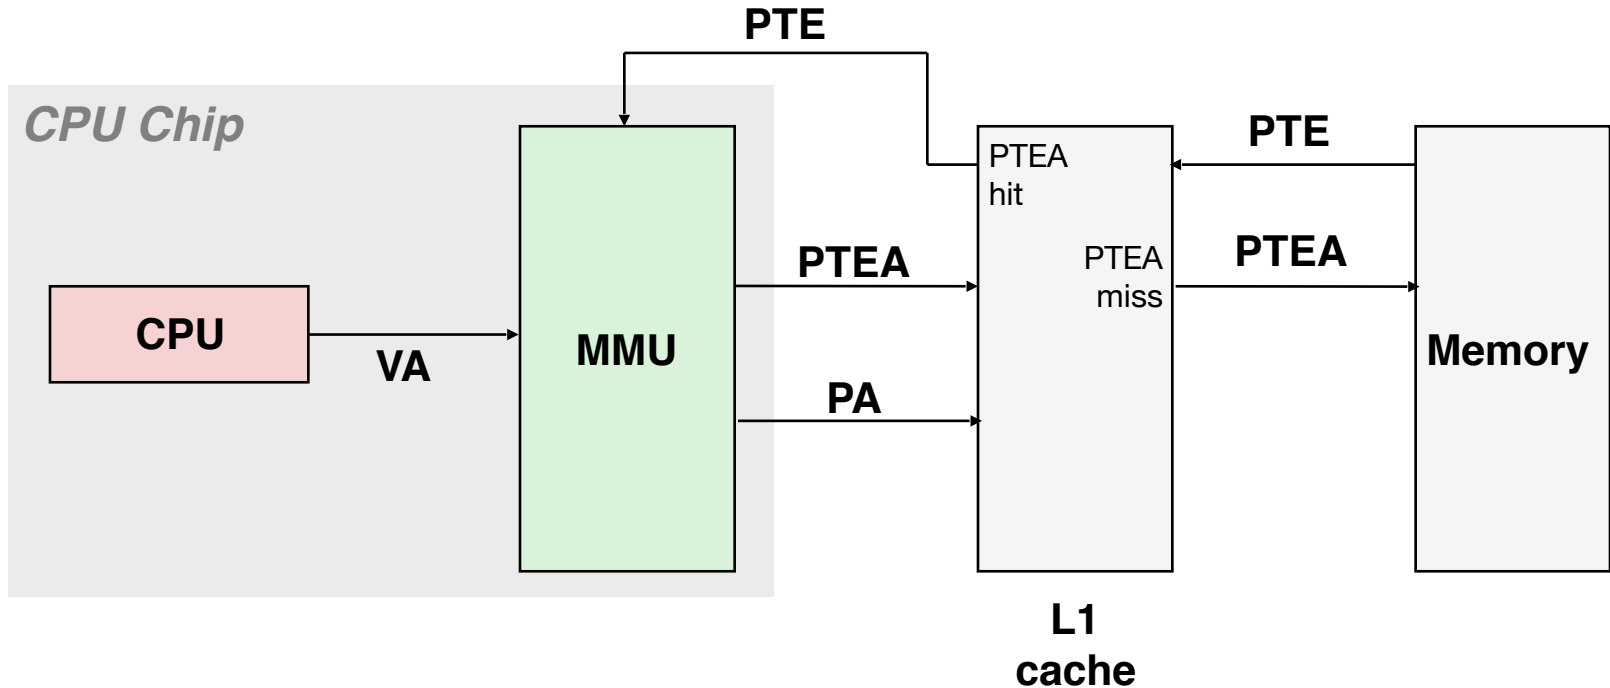 PTE
CPU Chip
PTEA
hit
PTE
PTEA
PTEA
miss
PTEA
CPU
VA
MMU
Memory
PA
L1
cache